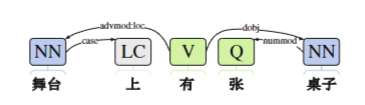 advmod:loc dobj
case nummod
NN LC V Q NN
舞台 上 有 张 桌子